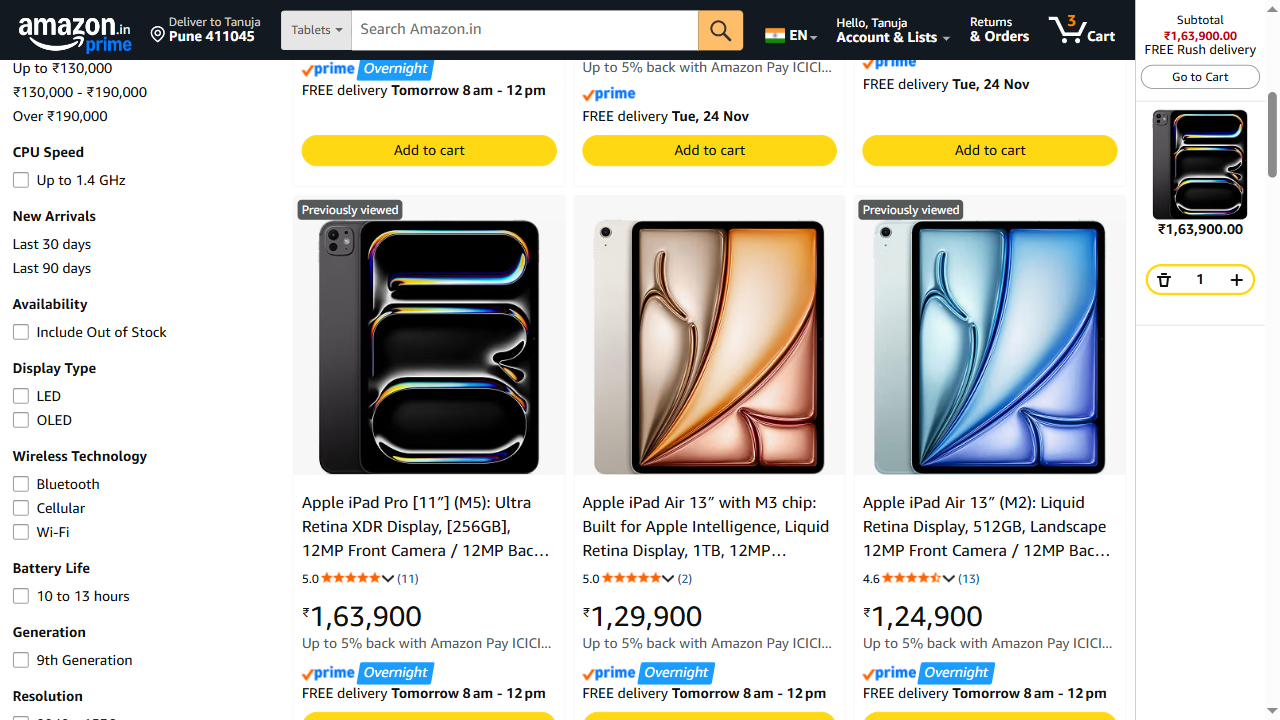 amazon.in
prime
Deliver to Tanuja
Pune 411045
Tablets
Search Amazon.in
EN
Hello, Tanuja
Account & Lists
Returns
& Orders
3
Cart
Subtotal
₹1,63,900.00
FREE Rush delivery
Go to Cart
₹1,63,900.00
1
Up to ₹130,000
₹130,000 - ₹190,000
Over ₹190,000
CPU Speed
Up to 1.4 GHz
New Arrivals
Last 30 days
Last 90 days
Availability
Include Out of Stock
Display Type
LED
OLED
Wireless Technology
Bluetooth
Cellular
Wi-Fi
Battery Life
10 to 13 hours
Generation
9th Generation
Resolution
prime Overnight
FREE delivery Tomorrow 8 am - 12 pm
Add to cart
Up to 5% back with Amazon Pay ICICI...
prime
FREE delivery Tue, 24 Nov
Add to cart
prime
FREE delivery Tue, 24 Nov
Add to cart
Previously viewed
Apple iPad Pro [11″] (M5): Ultra
Retina XDR Display, [256GB],
12MP Front Camera / 12MP Bac...
5.0 (11)
₹1,63,900
Up to 5% back with Amazon Pay ICICI...
prime Overnight
FREE delivery Tomorrow 8 am - 12 pm
Apple iPad Air 13″ with M3 chip:
Built for Apple Intelligence, Liquid
Retina Display, 1TB, 12MP...
5.0 (2)
₹1,29,900
Up to 5% back with Amazon Pay ICICI...
prime Overnight
FREE delivery Tomorrow 8 am - 12 pm
Previously viewed
Apple iPad Air 13″ (M2): Liquid
Retina Display, 512GB, Landscape
12MP Front Camera / 12MP Bac...
4.6 (13)
₹1,24,900
Up to 5% back with Amazon Pay ICICI...
prime Overnight
FREE delivery Tomorrow 8 am - 12 pm